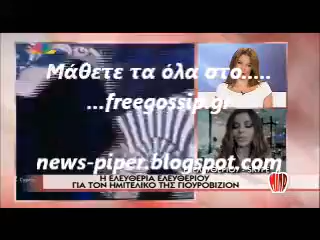 Μάθετε τα όλα στο.....
...freegossip.gr
news-piper.blogspot.com
Η ΕΛΕΥΘΕΡΙΑ ΕΛΕΥΘΕΡΙΟΥ
ΓΙΑ ΤΟΝ ΗΜΙΤΕΛΙΚΟ ΤΗΣ ΓΙΟΥΡΟΒΙΖΙΟΝ